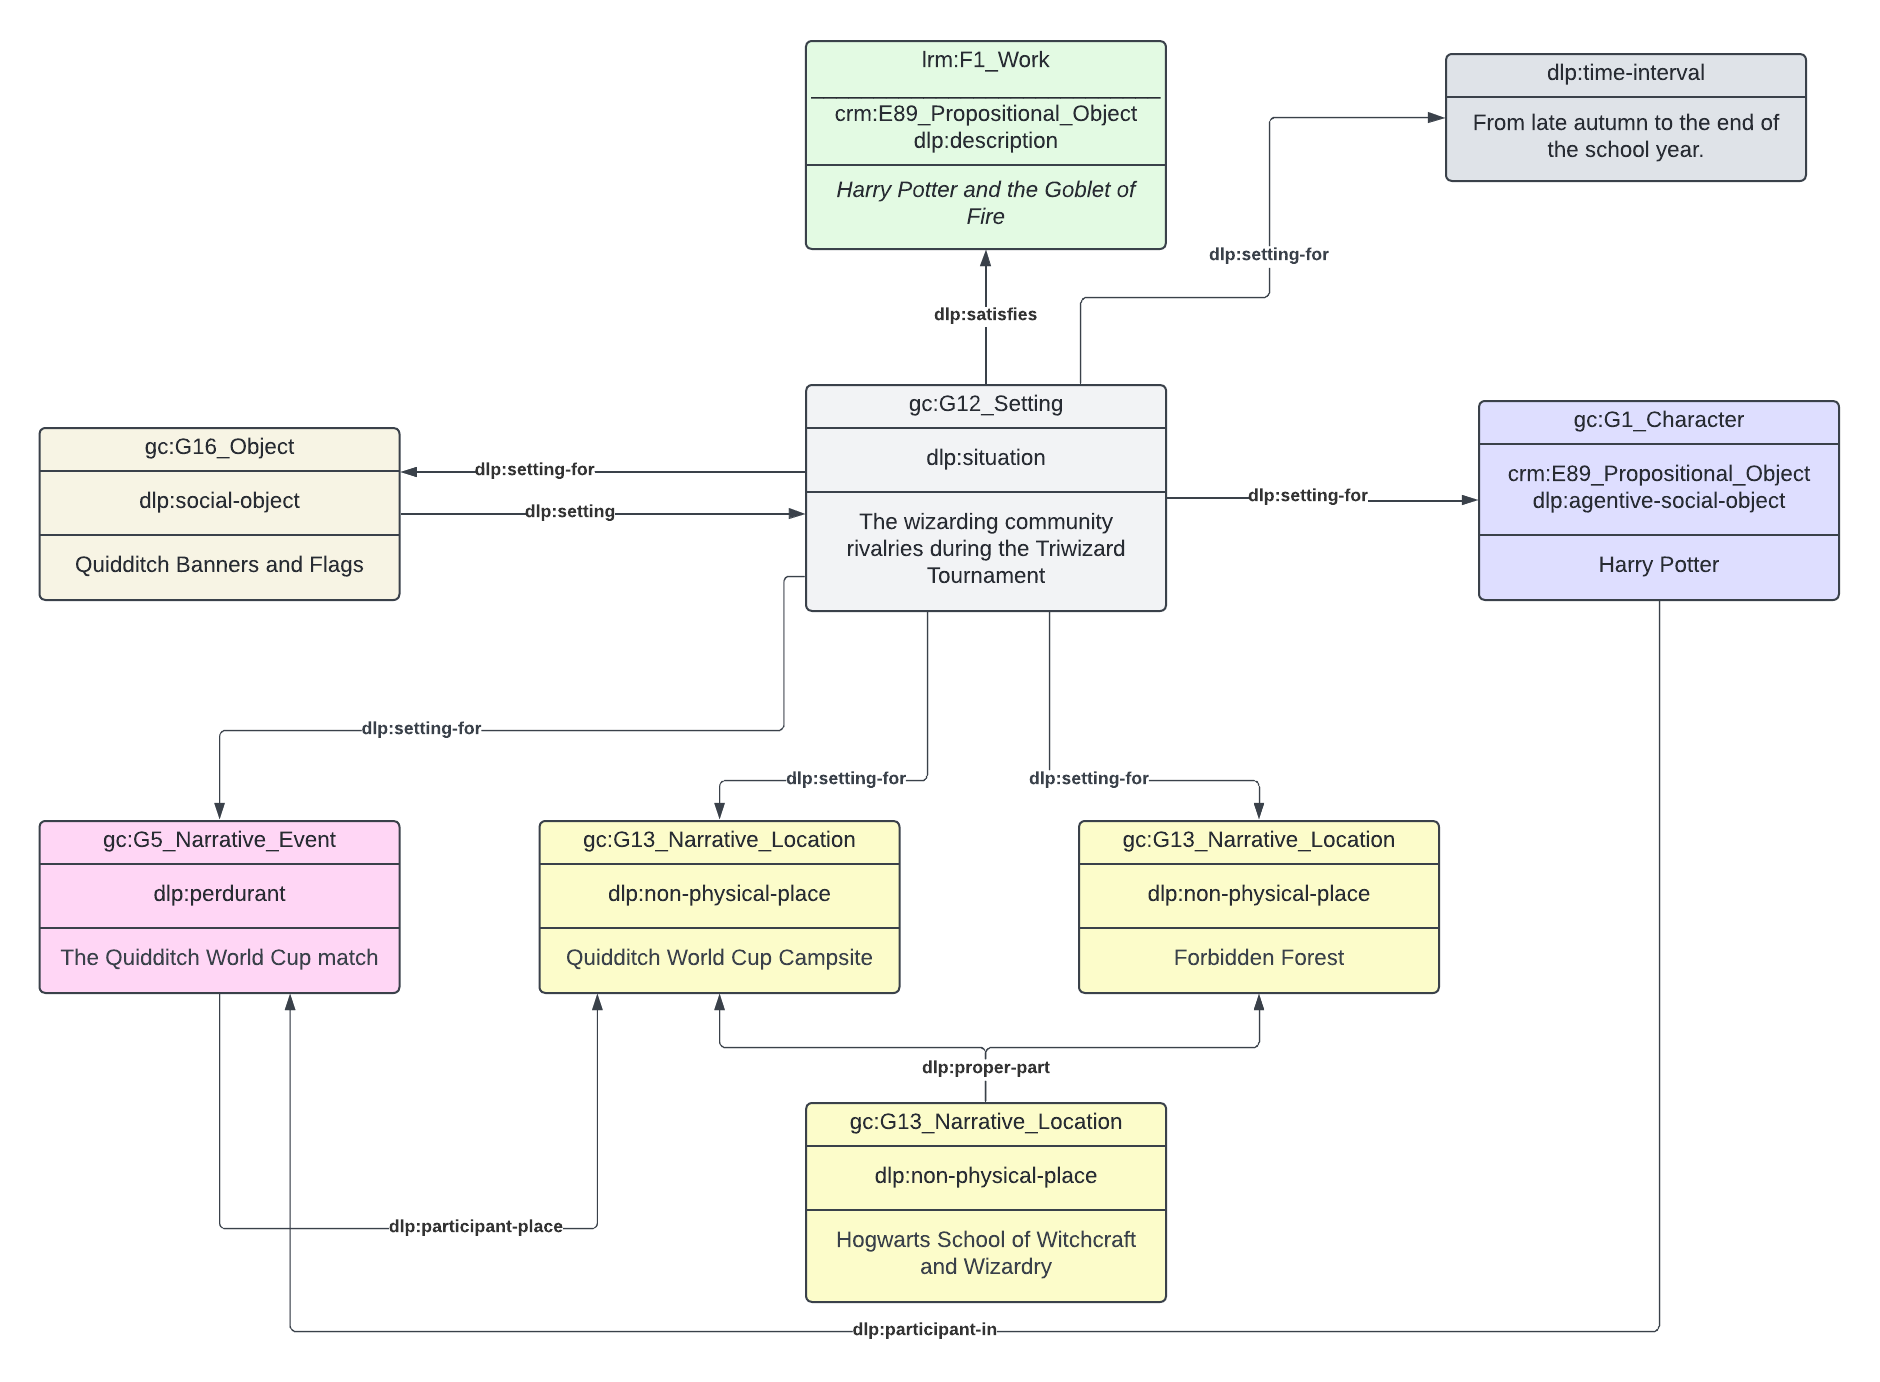 lrm:F1_Work
crm:E89_Propositional_Object
dlp:description
Harry Potter and the Goblet of
Fire
dlp:time-interval
From late autumn to the end of
the school year.
dlp:setting-for
dlp:satisfies
gc:G12_Setting
dlp:situation
The wizarding community
rivalries during the Triwizard
Tournament
gc:G16_Object
dlp:social-object
Quidditch Banners and Flags
dlp:setting-for
dlp:setting
dlp:setting-for
gc:G1_Character
crm:E89_Propositional_Object
dlp:agentive-social-object
Harry Potter
dlp:setting-for
dlp:setting-for
dlp:setting-for
gc:G5_Narrative_Event
dlp:perdurant
The Quidditch World Cup match
gc:G13_Narrative_Location
dlp:non-physical-place
Quidditch World Cup Campsite
gc:G13_Narrative_Location
dlp:non-physical-place
Forbidden Forest
dlp:proper-part
gc:G13_Narrative_Location
dlp:non-physical-place
Hogwarts School of Witchcraft
and Wizardry
dlp:participant-place
dlp:participant-in